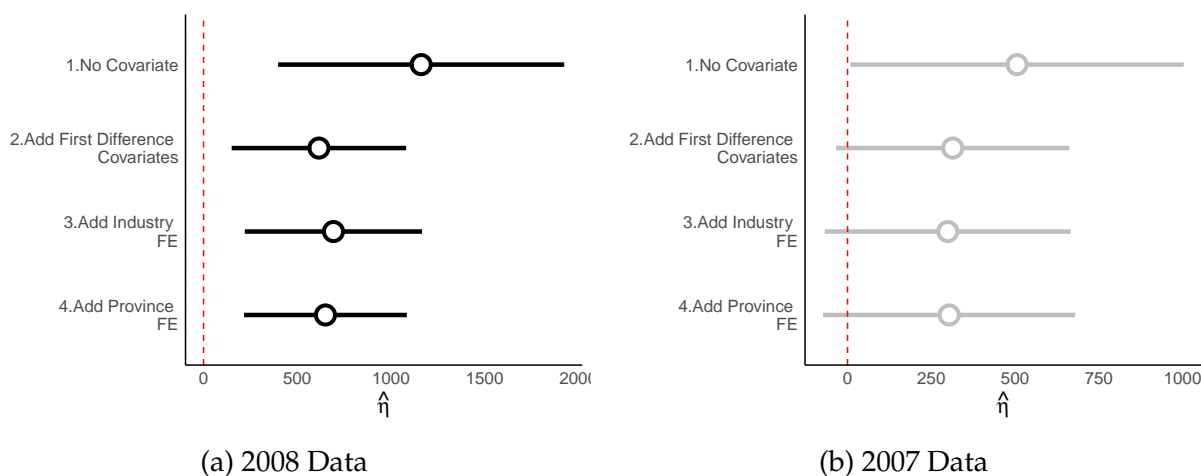 1.No Covariate
2.Add First Difference
Covariates
3.Add Industry
FE
4.Add Province
FE
0 500 1000 1500 2000
η̂
(a) 2008 Data
1.No Covariate
2.Add First Difference
Covariates
3.Add Industry
FE
4.Add Province
FE
0 250 500 750 1000
η̂
(b) 2007 Data